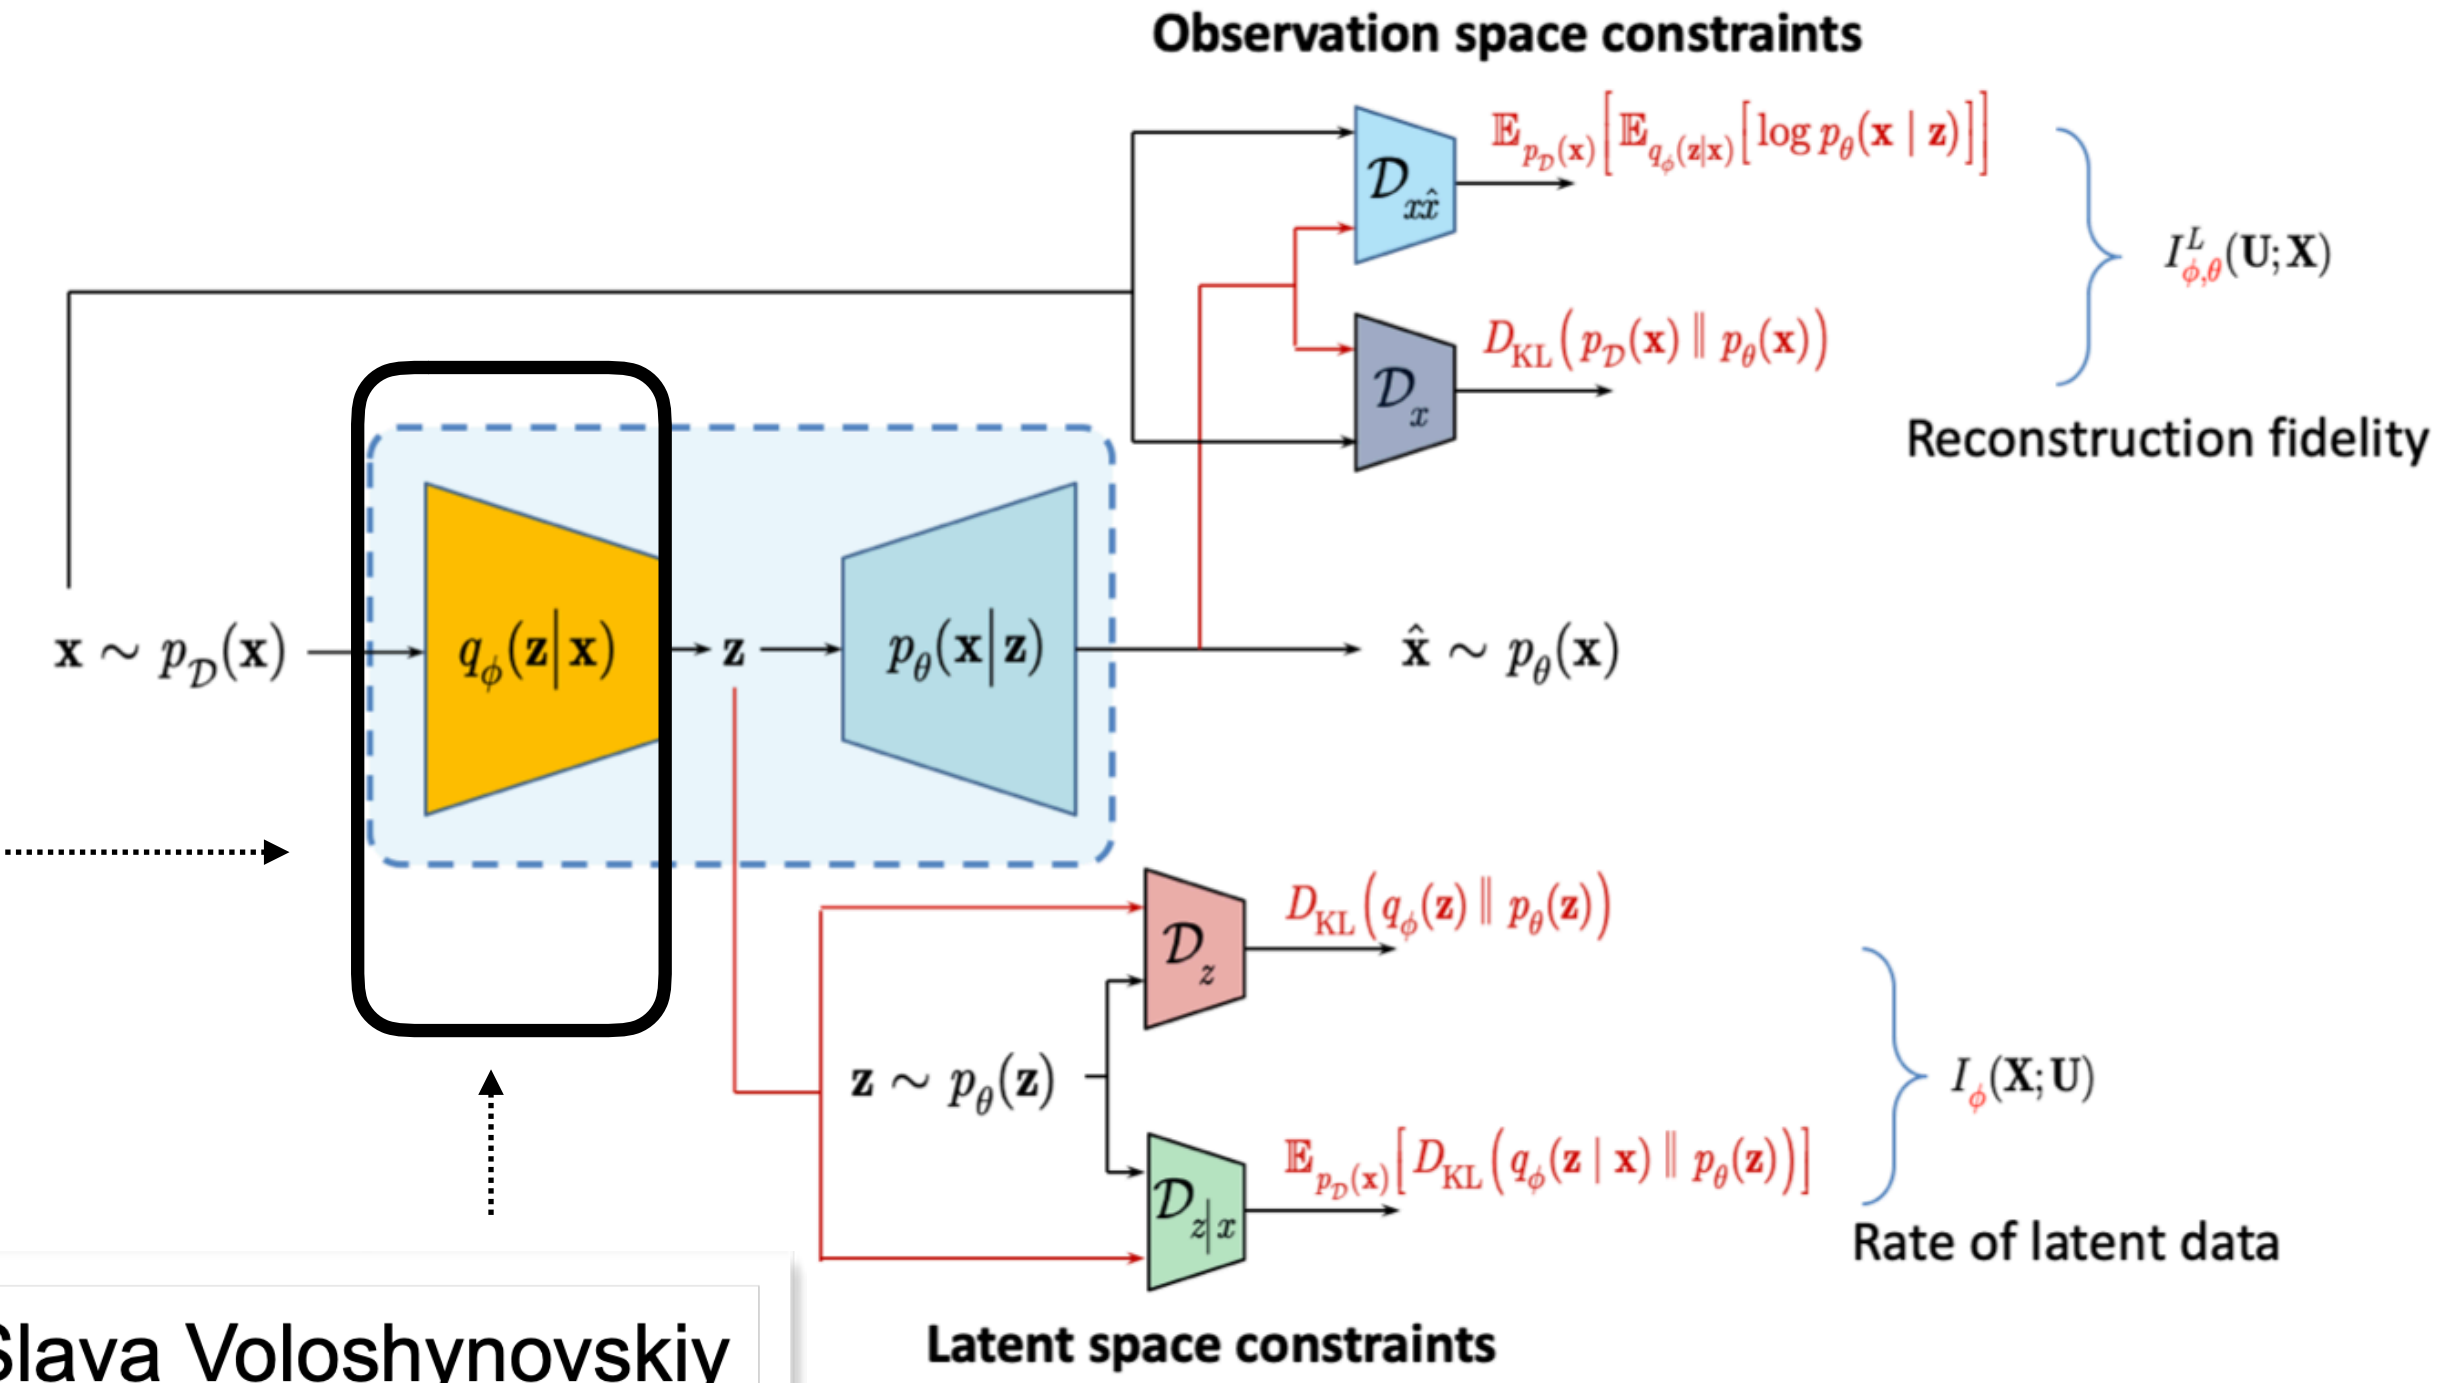 Observation space constraints
𝔼_{p_𝒟(𝐱)}[𝔼_{q_ϕ(𝐳|𝐱)}[log p_θ(𝐱 | 𝐳)]]
𝒟_{xx̂}
I^L_{ϕ,θ}(𝐔; 𝐗)
D_KL(p_𝒟(𝐱) ∥ p_θ(𝐱))
𝒟_x
Reconstruction fidelity
𝐱 ∼ p_𝒟(𝐱)
q_ϕ(𝐳|𝐱)
𝐳
p_θ(𝐱|𝐳)
𝐱̂ ∼ p_θ(𝐱)
D_KL(q_ϕ(𝐳) ∥ p_θ(𝐳))
𝒟_z
𝐳 ∼ p_θ(𝐳)
I_ϕ(𝐗; 𝐔)
𝔼_{p_𝒟(𝐱)}[D_KL(q_ϕ(𝐳 | 𝐱) ∥ p_θ(𝐳))]
𝒟_{z|x}
Rate of latent data
Slava Voloshynovskiy
Latent space constraints